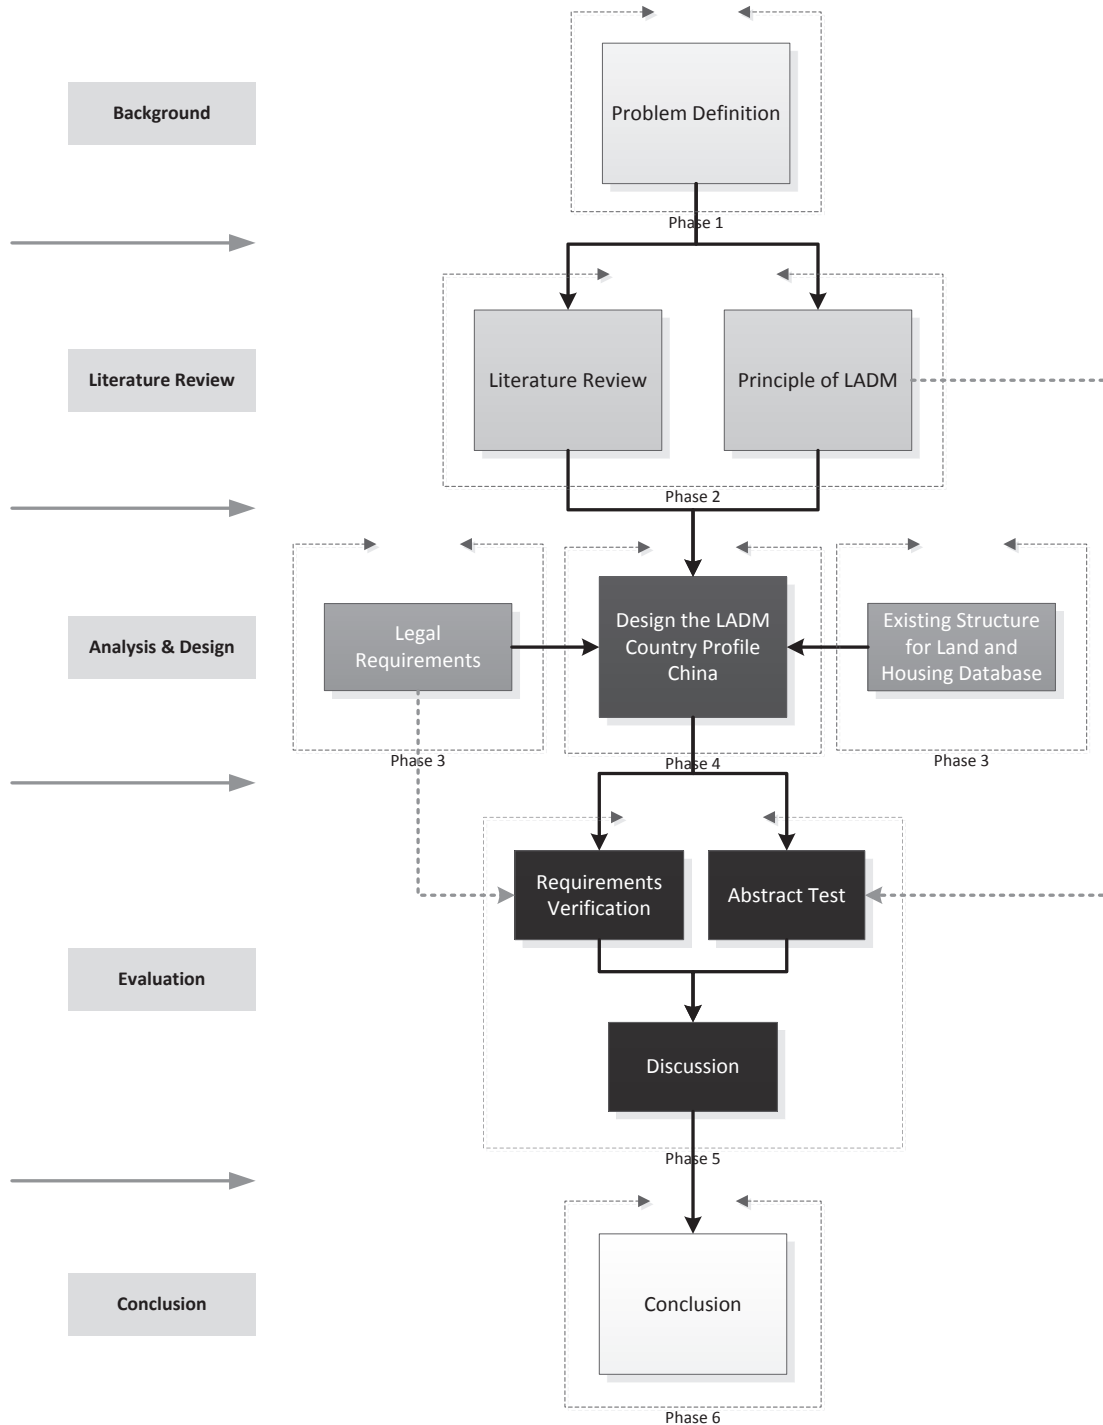 Background
Problem Definition
Phase 1
Literature Review
Literature Review
Principle of LADM
Phase 2
Analysis & Design
Legal
Requirements
Phase 3
Design the LADM
Country Profile
China
Phase 4
Existing Structure
for Land and
Housing Database
Phase 3
Evaluation
Requirements
Verification
Abstract Test
Discussion
Phase 5
Conclusion
Conclusion
Phase 6